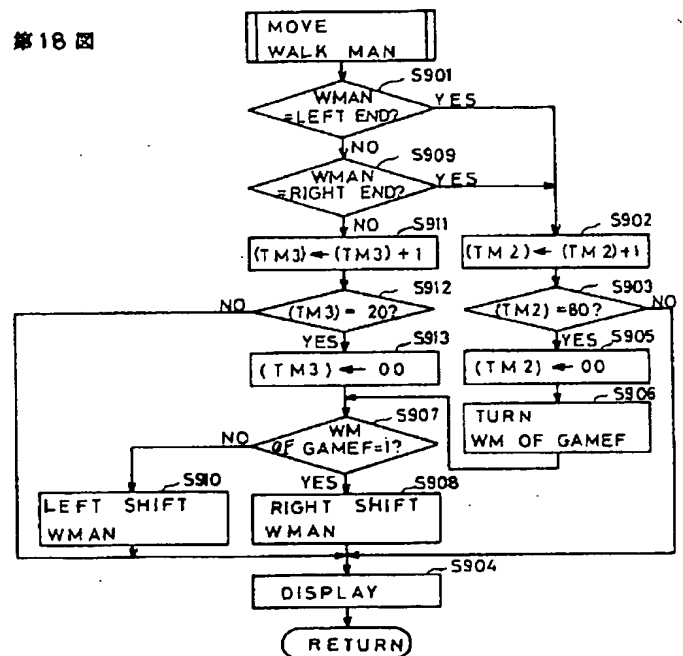 第18図
MOVE
WALK MAN
S901
WMAN
=LEFT END?
YES
NO
S909
WMAN
=RIGHT END?
YES
NO
S911
(TM3)←(TM3)+1
S902
(TM2)←(TM2)+1
S912
NO
(TM3)=20?
YES
S903
(TM2)=80?
NO
YES
S913
(TM3)←00
S905
(TM2)←00
S906
TURN
WM OF GAMEF
S907
NO
WM
OF GAMEF=1?
YES
S910
LEFT SHIFT
WMAN
S908
RIGHT SHIFT
WMAN
S904
DISPLAY
RETURN